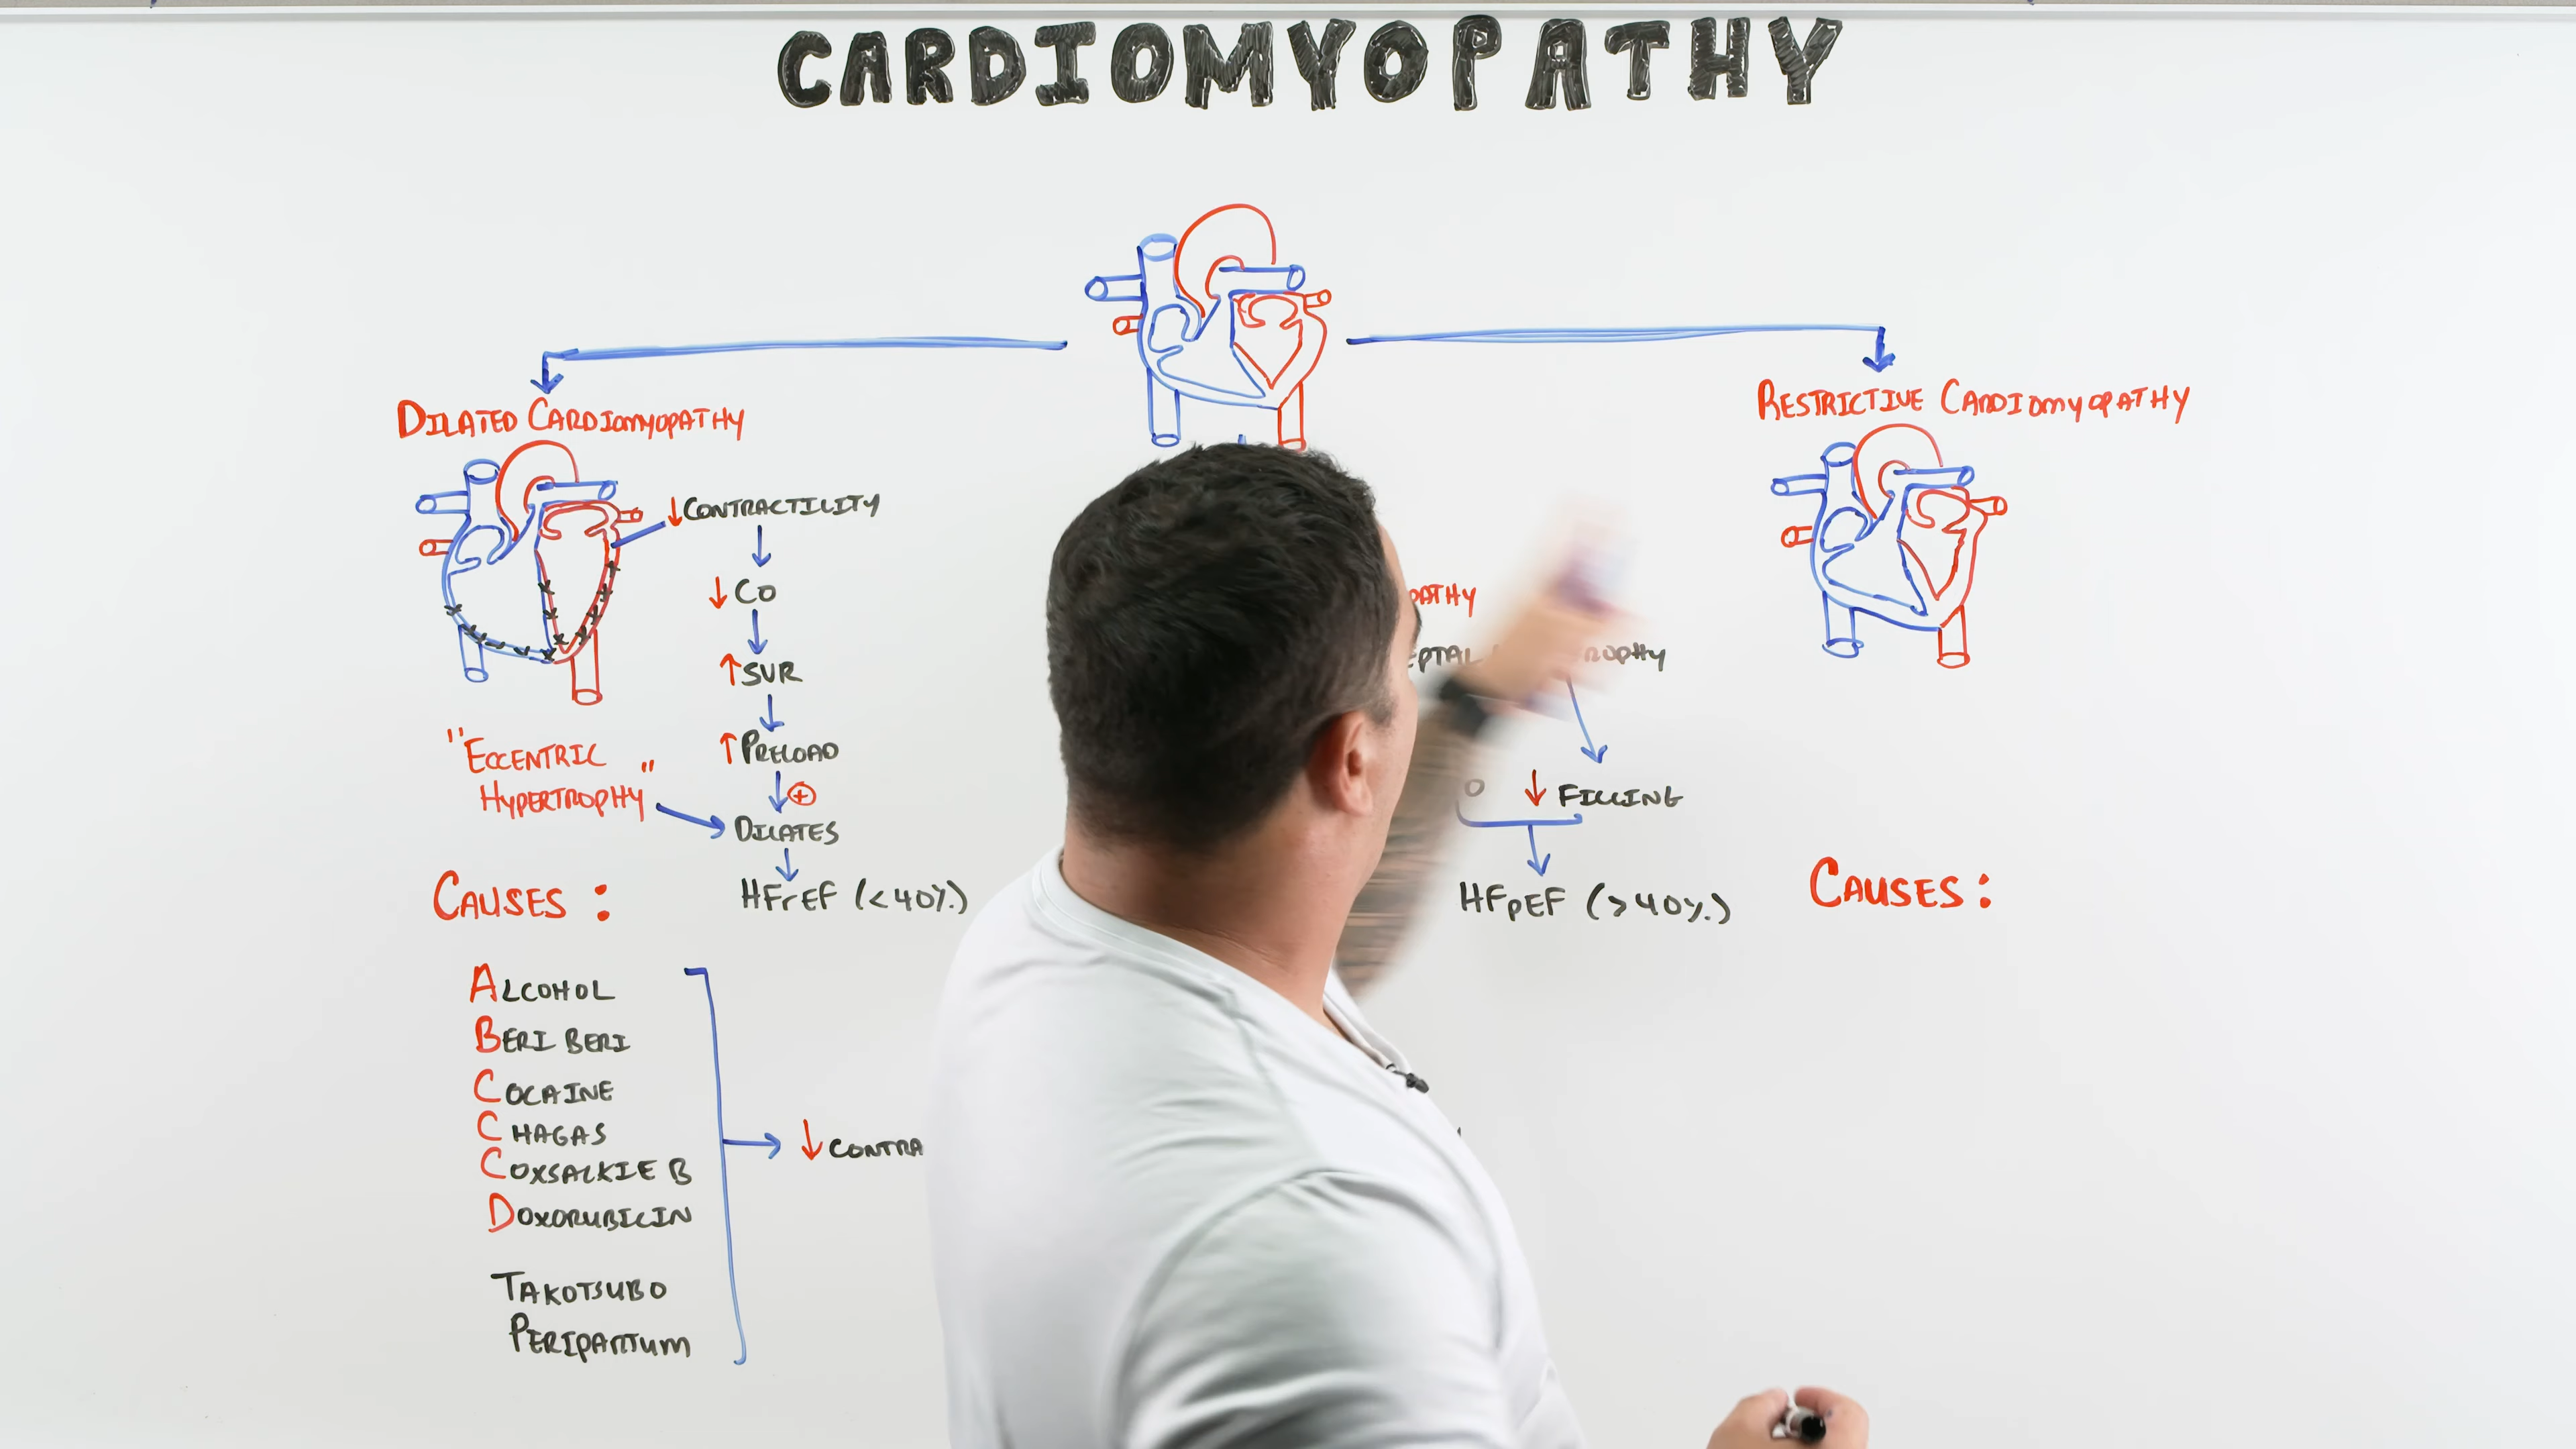 CARDIOMYOPATHY
DILATED CARDIOMYOPATHY
↓ CONTRACTILITY
↓ CO
↑ SVR
↑ PRELOAD
+
DILATES
HFrEF (<40%)
"ECCENTRIC
HYPERTROPHY"
CAUSES:
ALCOHOL
BERI BERI
COCAINE
CHAGAS
COXSACKIE B
DOXORUBICIN
TAKOTSUBO
PERIPARTUM
↓ CONTRA
↓ FILLING
HFpEF (>40%)
RESTRICTIVE CARDIOMYOPATHY
CAUSES: